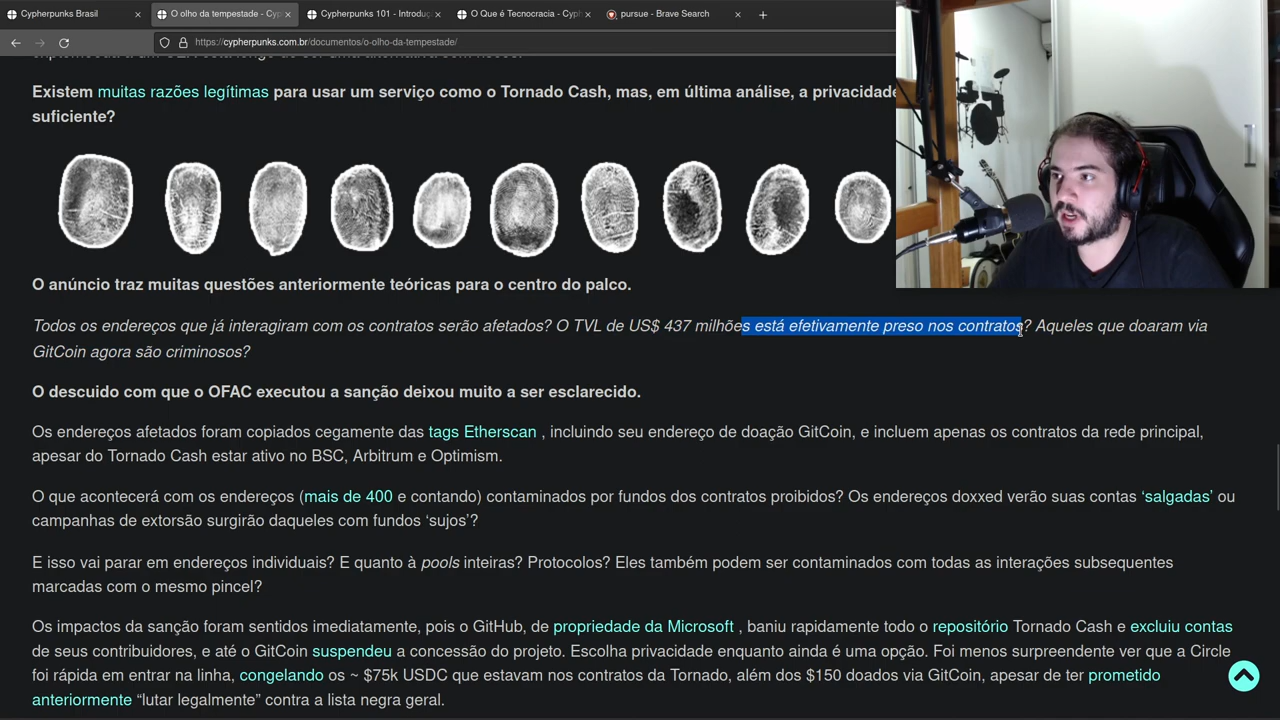 Cypherpunks Brasil
O olho da tempestade - Cyp
Cypherpunks 101 - Introduç
O Que é Tecnocracia - Cyph
pursue - Brave Search
https://cypherpunks.com.br/documentos/o-olho-da-tempestade/
Existem muitas razões legítimas para usar um serviço como o Tornado Cash, mas, em última análise, a privacidade
suficiente?
O anúncio traz muitas questões anteriormente teóricas para o centro do palco.
Todos os endereços que já interagiram com os contratos serão afetados? O TVL de US$ 437 milhões está efetivamente preso nos contratos? Aqueles que doaram via
GitCoin agora são criminosos?
O descuido com que o OFAC executou a sanção deixou muito a ser esclarecido.
Os endereços afetados foram copiados cegamente das tags Etherscan , incluindo seu endereço de doação GitCoin, e incluem apenas os contratos da rede principal,
apesar do Tornado Cash estar ativo no BSC, Arbitrum e Optimism.
O que acontecerá com os endereços (mais de 400 e contando) contaminados por fundos dos contratos proibidos? Os endereços doxxed verão suas contas ‘salgadas’ ou
campanhas de extorsão surgirão daqueles com fundos ‘sujos’?
E isso vai parar em endereços individuais? E quanto à pools inteiras? Protocolos? Eles também podem ser contaminados com todas as interações subsequentes
marcadas com o mesmo pincel?
Os impactos da sanção foram sentidos imediatamente, pois o GitHub, de propriedade da Microsoft , baniu rapidamente todo o repositório Tornado Cash e excluiu contas
de seus contribuidores, e até o GitCoin suspendeu a concessão do projeto. Escolha privacidade enquanto ainda é uma opção. Foi menos surpreendente ver que a Circle
foi rápida em entrar na linha, congelando os ~ $75k USDC que estavam nos contratos da Tornado, além dos $150 doados via GitCoin, apesar de ter prometido
anteriormente “lutar legalmente” contra a lista negra geral.